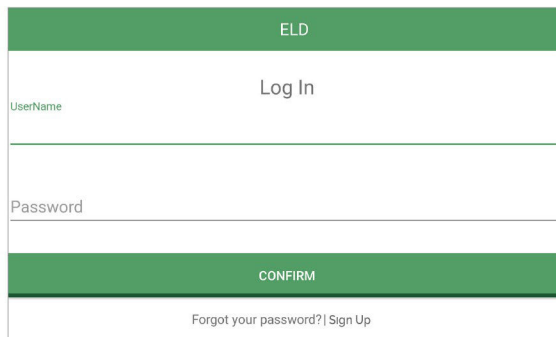 ELD
Log In
UserName
Password
CONFIRM
Forgot your password?| Sign Up